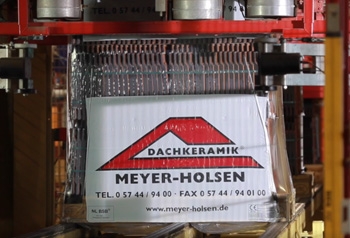 DACHKERAMIK®
MEYER-HOLSEN
TEL. 0 57 44 / 94 00 · FAX 0 57 44 / 94 01 00
www.meyer-holsen.de